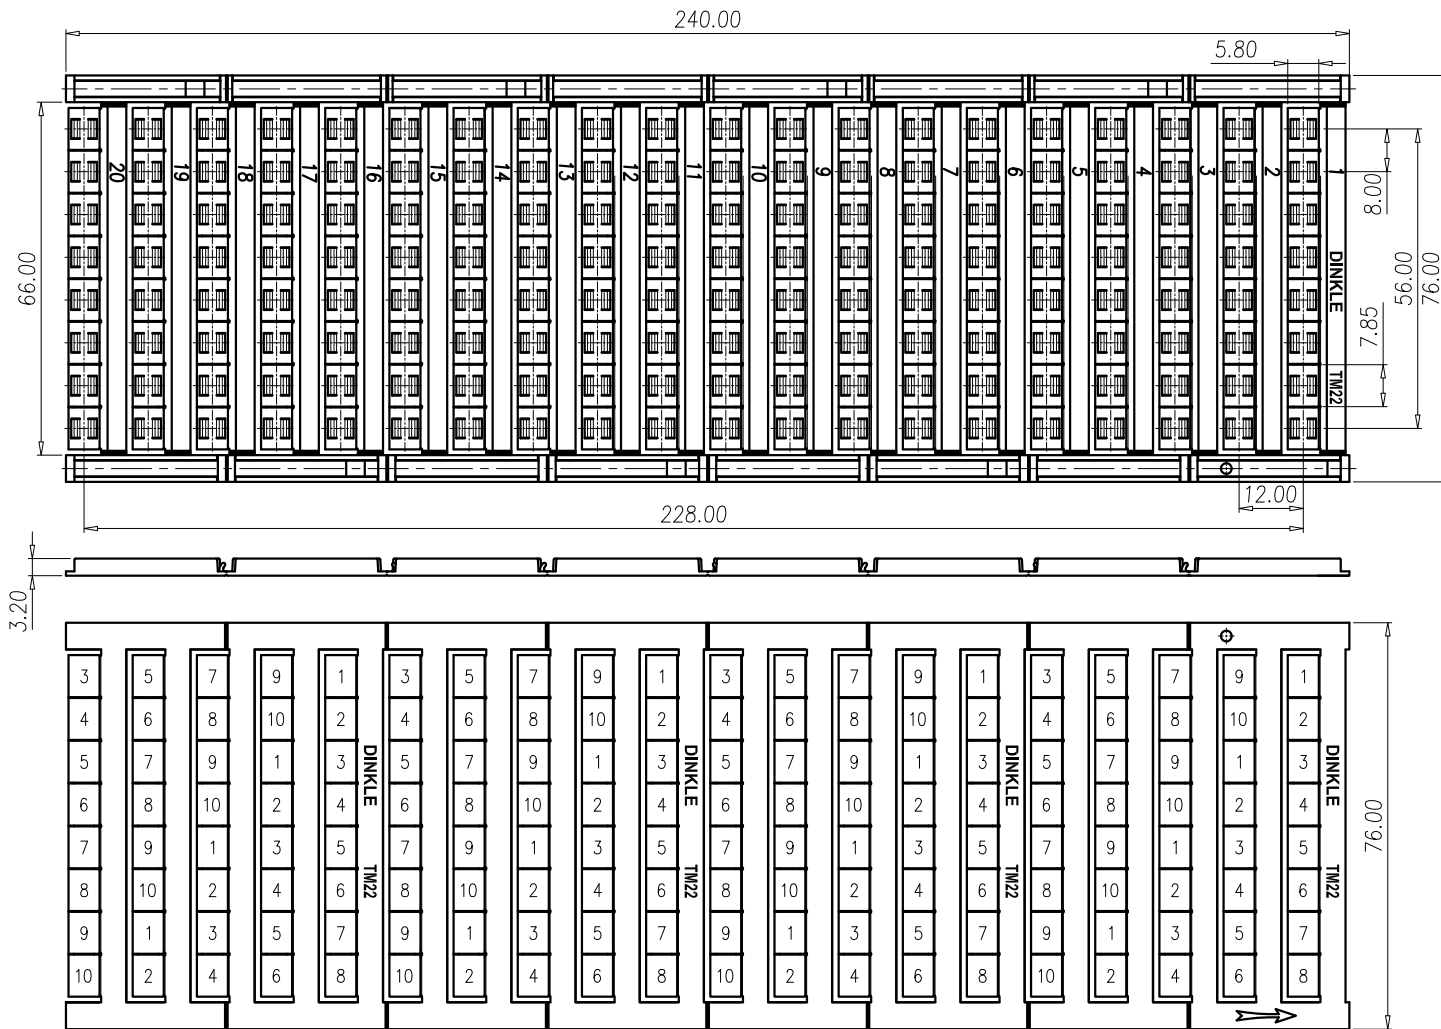 240.00
5.80
20 19 18 17 16 15 14 13 12 11 10 9 8 7 6 5 4 3 2 1
8.00
DINKLE
66.00
56.00
76.00
7.85
TM22
12.00
228.00
3.20
3 5 7 9 1 3 5 7 9 1 3 5 7 9 1 3 5 7 9 1
4 6 8 10 2 4 6 8 10 2 4 6 8 10 2 4 6 8 10 2
5 7 9 1 3 5 7 9 1 3 5 7 9 1 3 5 7 9 1 3
DINKLE DINKLE DINKLE DINKLE
6 8 10 2 4 6 8 10 2 4 6 8 10 2 4 6 8 10 2 4
76.00
7 9 1 3 5 7 9 1 3 5 7 9 1 3 5 7 9 1 3 5
TM22 TM22 TM22 TM22
8 10 2 4 6 8 10 2 4 6 8 10 2 4 6 8 10 2 4 6
9 1 3 5 7 9 1 3 5 7 9 1 3 5 7 9 1 3 5 7
10 2 4 6 8 10 2 4 6 8 10 2 4 6 8 10 2 4 6 8